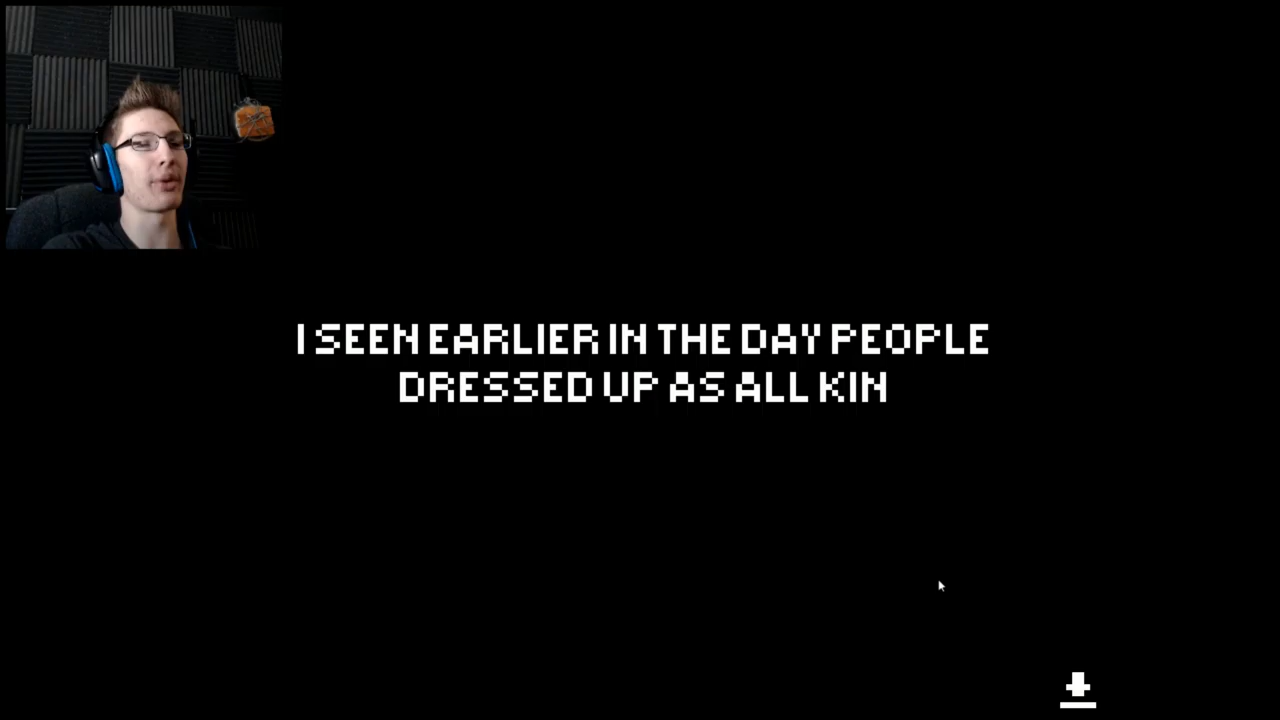 I SEEN EARLIER IN THE DAY PEOPLE
DRESSED UP AS ALL KIN